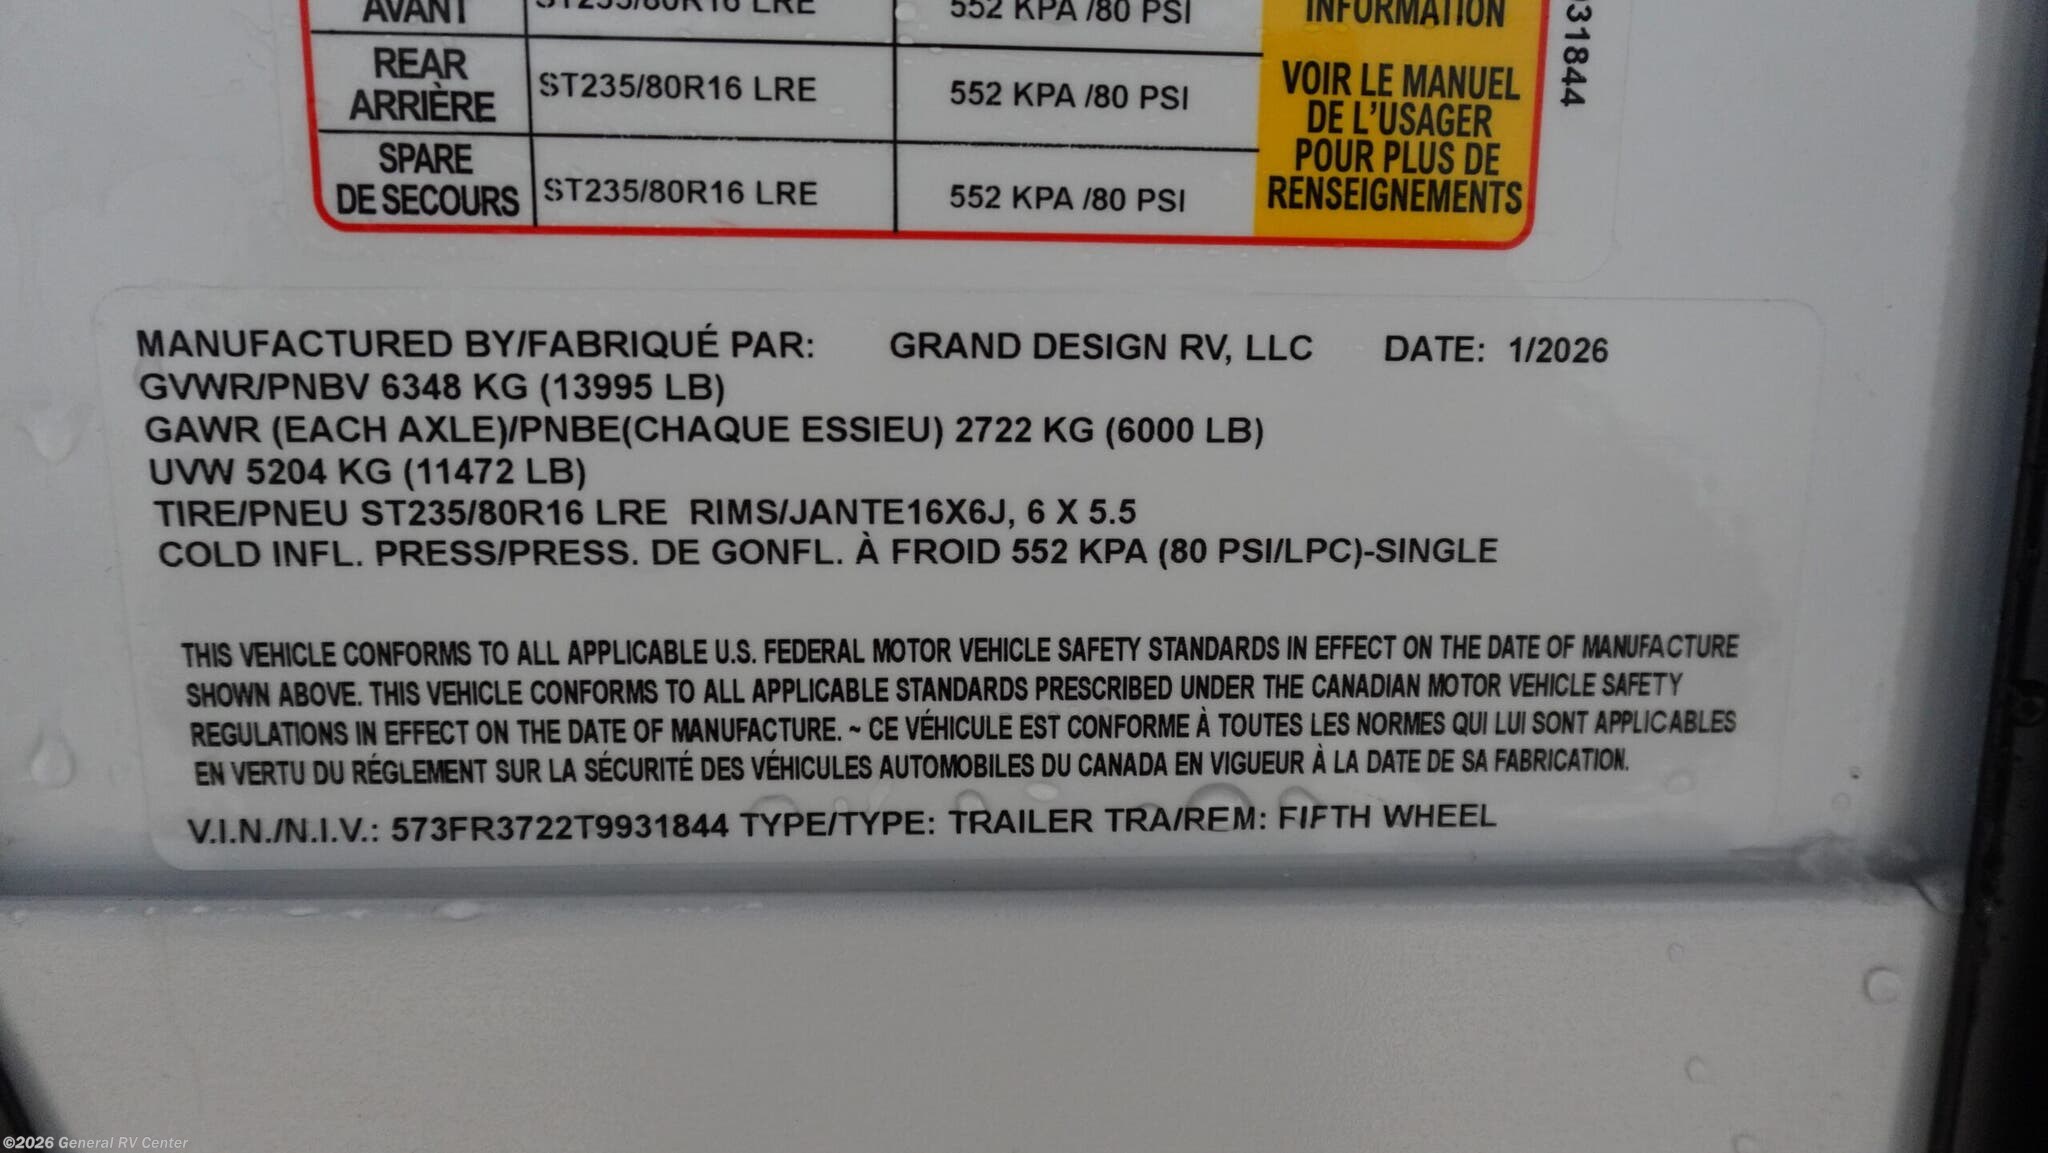 AVANT ST235/80R16 LRE 552 KPA /80 PSI INFORMATION
REAR
ARRIÈRE ST235/80R16 LRE 552 KPA /80 PSI
SPARE
DE SECOURS ST235/80R16 LRE 552 KPA /80 PSI
VOIR LE MANUEL
DE L'USAGER
POUR PLUS DE
RENSEIGNEMENTS
931844
MANUFACTURED BY/FABRIQUÉ PAR: GRAND DESIGN RV, LLC DATE: 1/2026
GVWR/PNBV 6348 KG (13995 LB)
GAWR (EACH AXLE)/PNBE(CHAQUE ESSIEU) 2722 KG (6000 LB)
UVW 5204 KG (11472 LB)
TIRE/PNEU ST235/80R16 LRE RIMS/JANTE16X6J, 6 X 5.5
COLD INFL. PRESS/PRESS. DE GONFL. À FROID 552 KPA (80 PSI/LPC)-SINGLE
THIS VEHICLE CONFORMS TO ALL APPLICABLE U.S. FEDERAL MOTOR VEHICLE SAFETY STANDARDS IN EFFECT ON THE DATE OF MANUFACTURE
SHOWN ABOVE. THIS VEHICLE CONFORMS TO ALL APPLICABLE STANDARDS PRESCRIBED UNDER THE CANADIAN MOTOR VEHICLE SAFETY
REGULATIONS IN EFFECT ON THE DATE OF MANUFACTURE. ~ CE VÉHICULE EST CONFORME À TOUTES LES NORMES QUI LUI SONT APPLICABLES
EN VERTU DU RÉGLEMENT SUR LA SÉCURITÉ DES VÉHICULES AUTOMOBILES DU CANADA EN VIGUEUR À LA DATE DE SA FABRICATION.
V.I.N./N.I.V.: 573FR3722T9931844 TYPE/TYPE: TRAILER TRA/REM: FIFTH WHEEL
©2026 General RV Center